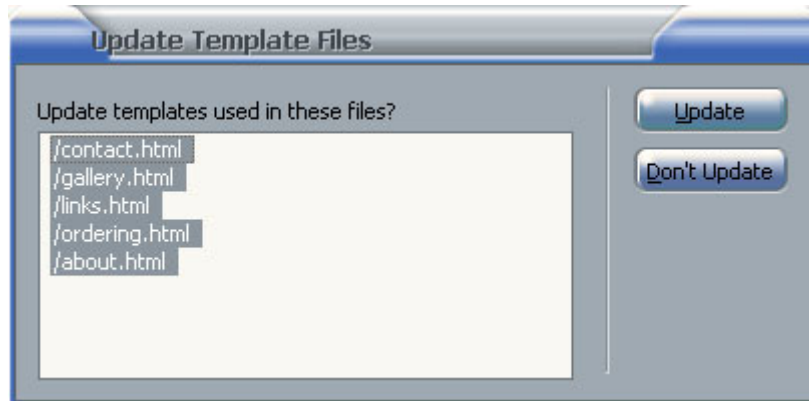 Update Template Files
Update templates used in these files?
/contact.html
/gallery.html
/links.html
/ordering.html
/about.html
Update
Don't Update